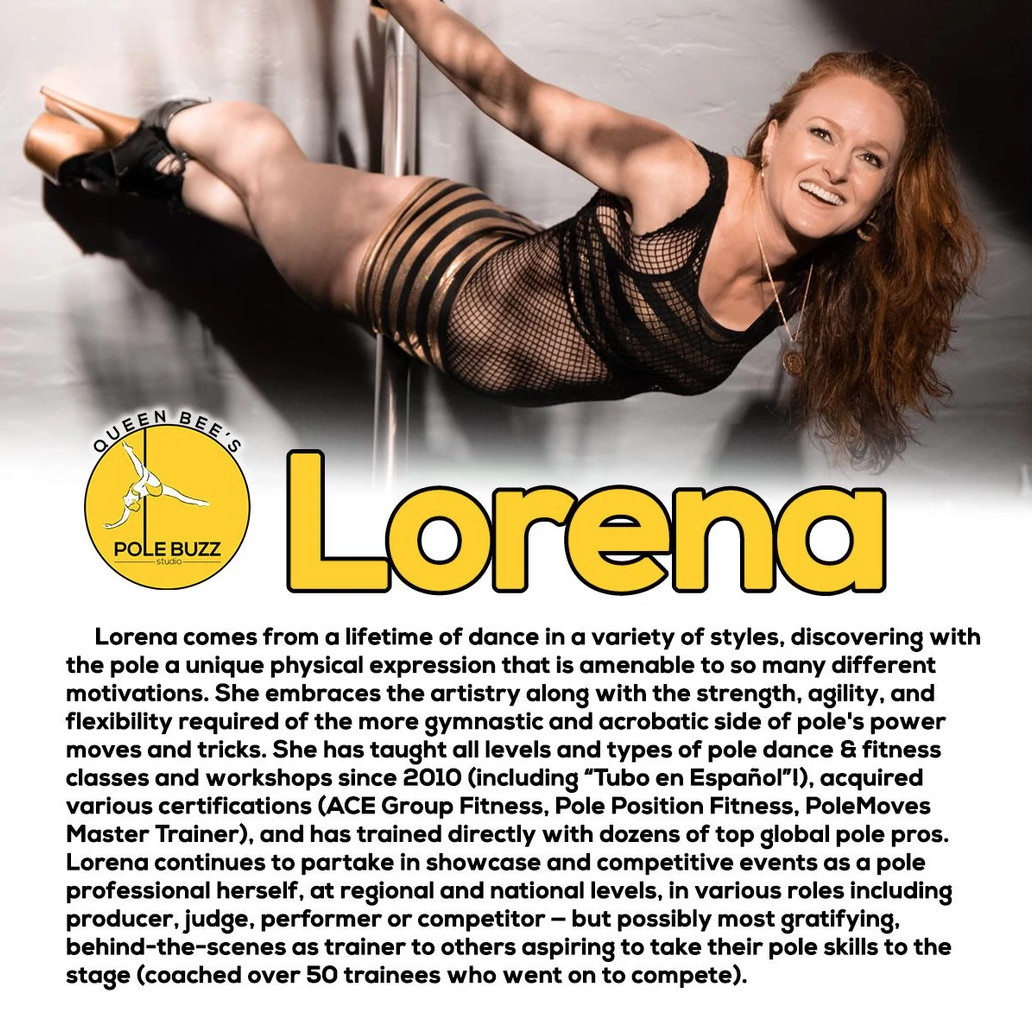 QUEEN BEE'S
POLE BUZZ
studio
Lorena
Lorena comes from a lifetime of dance in a variety of styles, discovering with
the pole a unique physical expression that is amenable to so many different
motivations. She embraces the artistry along with the strength, agility, and
flexibility required of the more gymnastic and acrobatic side of pole's power
moves and tricks. She has taught all levels and types of pole dance & fitness
classes and workshops since 2010 (including “Tubo en Español”!), acquired
various certifications (ACE Group Fitness, Pole Position Fitness, PoleMoves
Master Trainer), and has trained directly with dozens of top global pole pros.
Lorena continues to partake in showcase and competitive events as a pole
professional herself, at regional and national levels, in various roles including
producer, judge, performer or competitor – but possibly most gratifying,
behind-the-scenes as trainer to others aspiring to take their pole skills to the
stage (coached over 50 trainees who went on to compete).